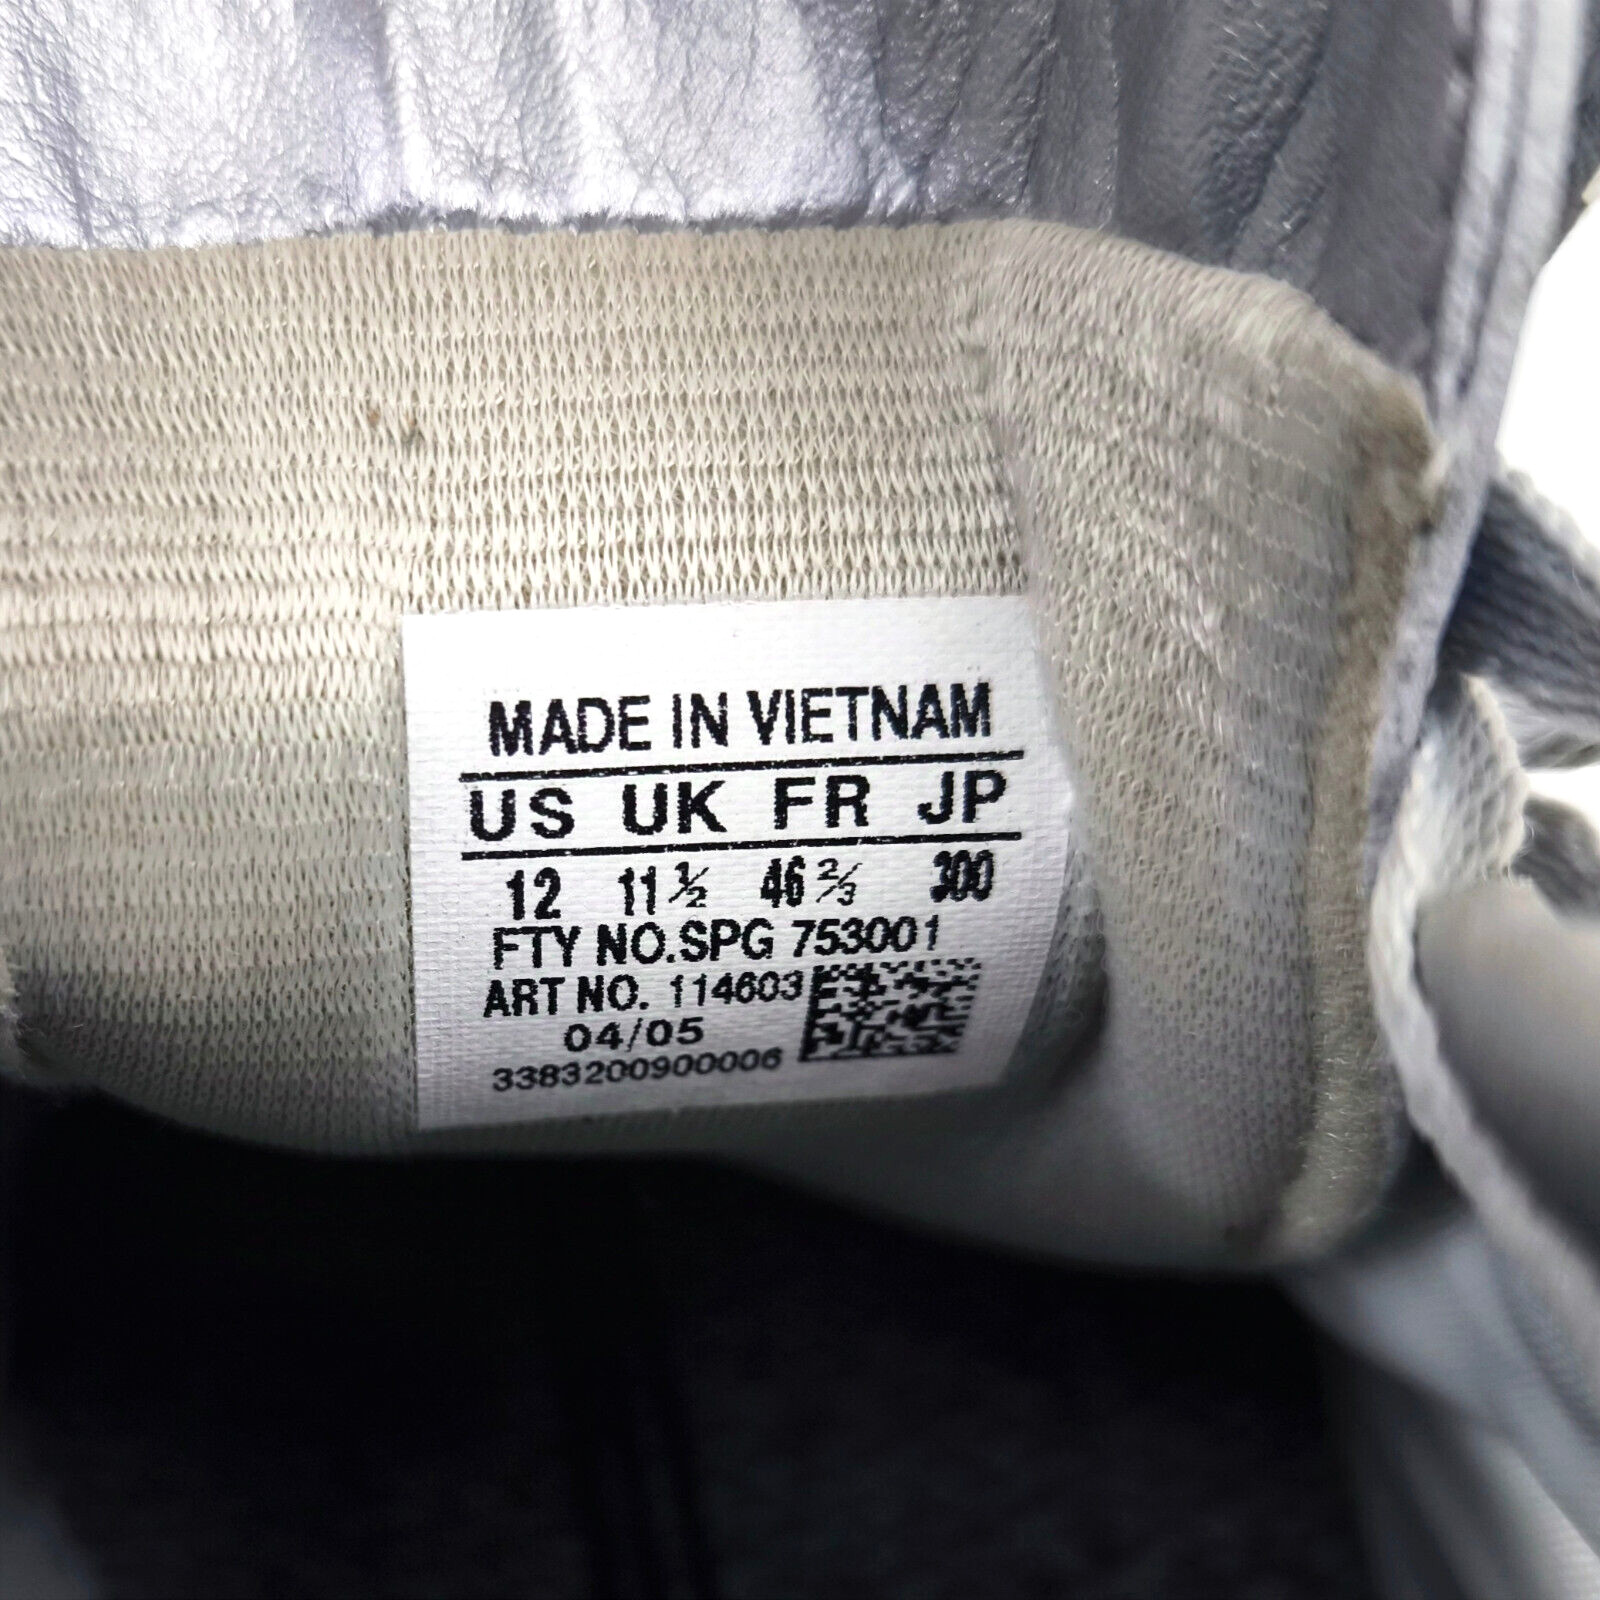 MADE IN VIETNAM
US UK FR JP
12 11½ 46⅔ 300
FTY NO.SPG 753001
ART NO. 114603
04/05
3383200900006